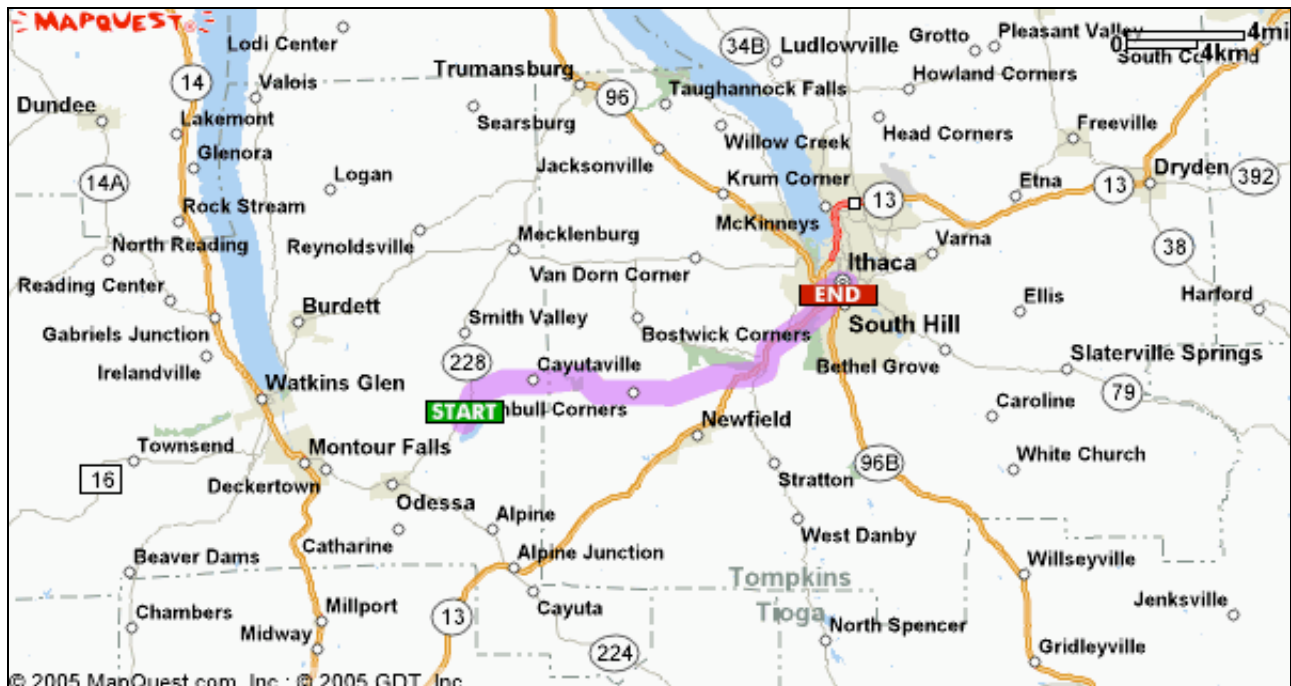 MAPQUEST
Lodi Center
34B
Ludlowville
Grotto
Pleasant Valley
4mi
0
4km
14
Valois
Trumansburg
Howland Corners
Dundee
96
Taughannock Falls
Lakemont
Searsburg
Head Corners
Freeville
Glenora
Willow Creek
Jacksonville
Dryden
14A
Logan
Krum Corner
13
Etna
13
392
Rock Stream
McKinneys
North Reading
Reynoldsville
Mecklenburg
Varna
38
Reading Center
Van Dorn Corner
Ithaca
Burdett
END
Ellis
Harford
Gabriels Junction
Smith Valley
Bostwick Corners
South Hill
Irelandville
228
Cayutaville
Bethel Grove
Slaterville Springs
Watkins Glen
79
START
nbull Corners
Newfield
Caroline
Townsend
Montour Falls
96B
White Church
16
Deckertown
Stratton
Odessa
Alpine
Catharine
West Danby
Beaver Dams
Alpine Junction
Willseyville
Tompkins
Chambers
Millport
13
Cayuta
Tioga
Jenksville
Midway
North Spencer
224
Gridleyville
© 2005 MapQuest.com, Inc.; © 2005 GDT, Inc.